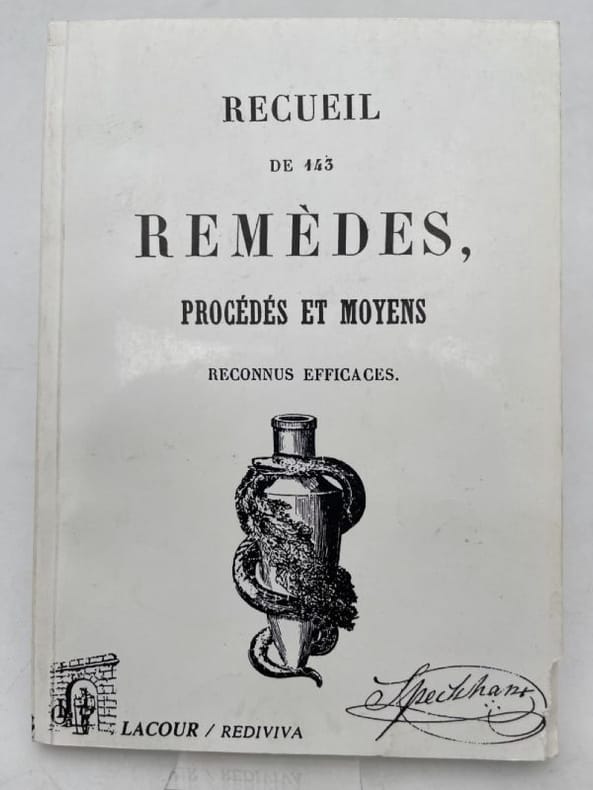 RECUEIL
DE 143
REMÈDES,
PROCÉDÉS ET MOYENS
RECONNUS EFFICACES.
LACOUR / REDIVIVA